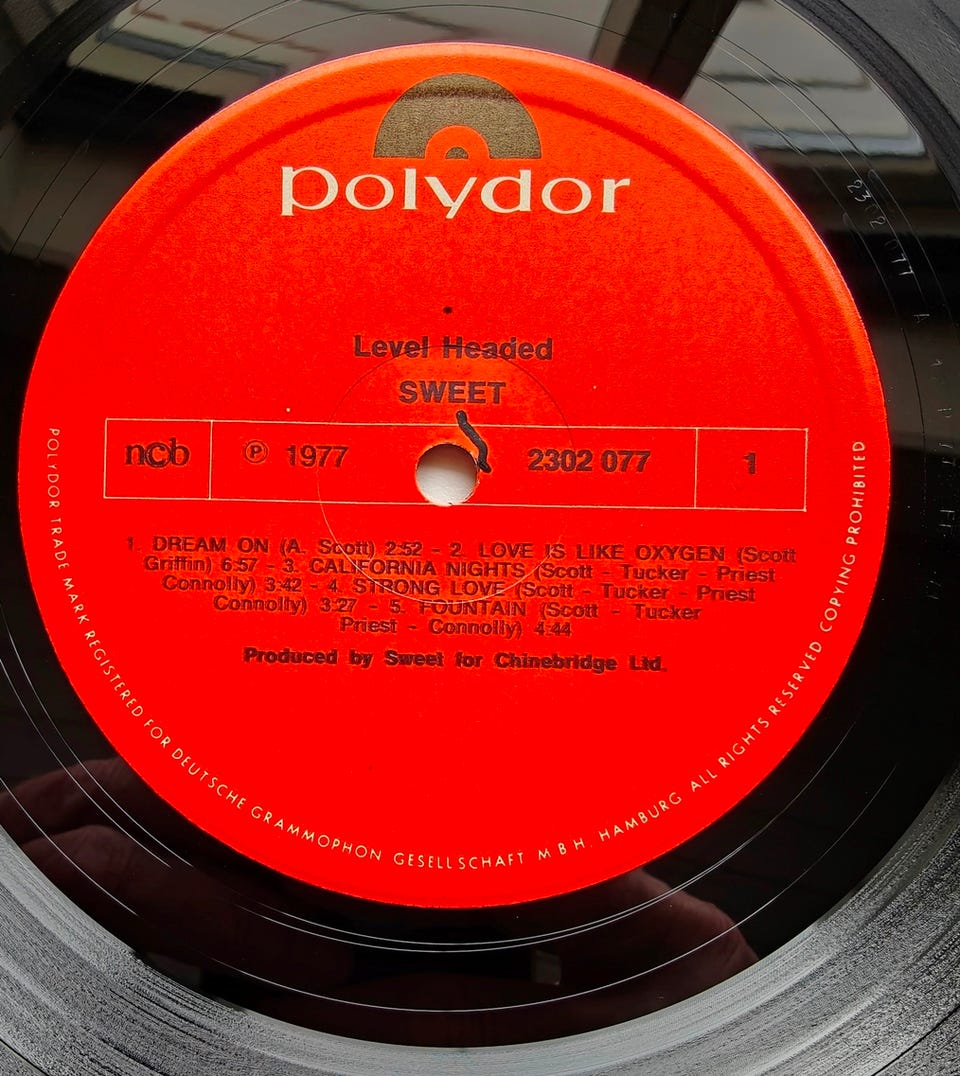 polydor
Level Headed
SWEET
ncb
℗ 1977
2302 077
1
1. DREAM ON (A. Scott) 2:52 - 2. LOVE IS LIKE OXYGEN (Scott
Griffin) 6:57 - 3. CALIFORNIA NIGHTS (Scott - Tucker - Priest
Connolly) 3:42 - 4. STRONG LOVE (Scott - Tucker - Priest
Connolly) 3:27 - 5. FOUNTAIN (Scott - Tucker
Priest - Connolly) 4:44
Produced by Sweet for Chinebridge Ltd.
POLYDOR TRADE MARK REGISTERED FOR DEUTSCHE GRAMMOPHON GESELLSCHAFT M B H. HAMBURG ALL RIGHTS RESERVED COPYING PROHIBITED
2302 077 A